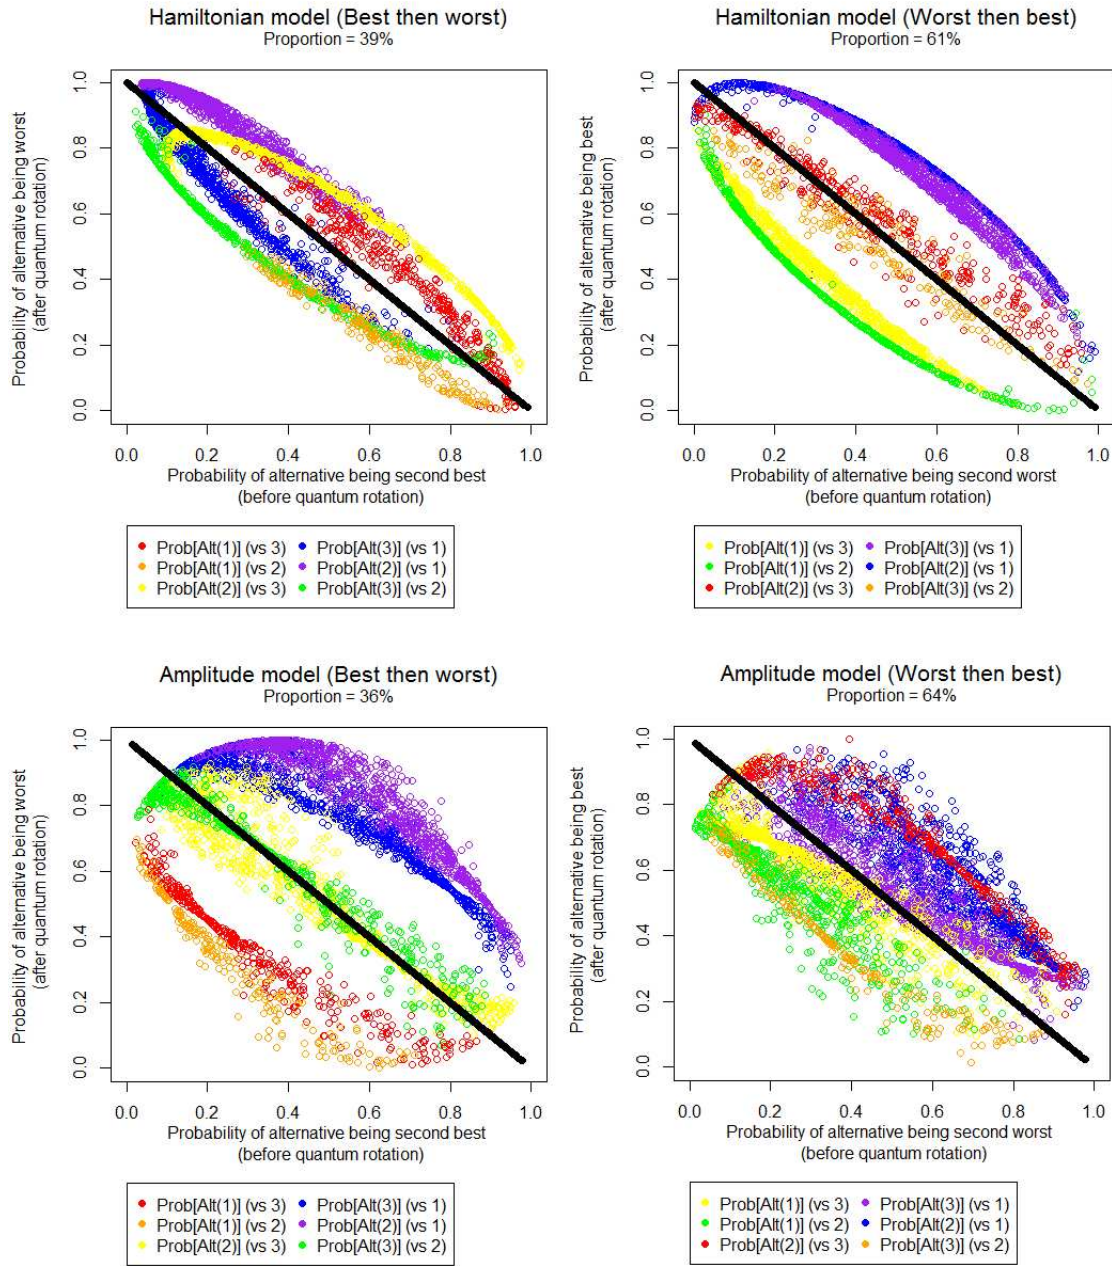 Hamiltonian model (Best then worst)
Proportion = 39%
Probability of alternative being worst
(after quantum rotation)
1.0
0.8
0.6
0.4
0.2
0.0
0.0 0.2 0.4 0.6 0.8 1.0
Probability of alternative being second best
(before quantum rotation)
Prob[Alt(1)] (vs 3) Prob[Alt(3)] (vs 1)
Prob[Alt(1)] (vs 2) Prob[Alt(2)] (vs 1)
Prob[Alt(2)] (vs 3) Prob[Alt(3)] (vs 2)
Hamiltonian model (Worst then best)
Proportion = 61%
Probability of alternative being best
(after quantum rotation)
1.0
0.8
0.6
0.4
0.2
0.0
0.0 0.2 0.4 0.6 0.8 1.0
Probability of alternative being second worst
(before quantum rotation)
Prob[Alt(1)] (vs 3) Prob[Alt(3)] (vs 1)
Prob[Alt(1)] (vs 2) Prob[Alt(2)] (vs 1)
Prob[Alt(2)] (vs 3) Prob[Alt(3)] (vs 2)
Amplitude model (Best then worst)
Proportion = 36%
Probability of alternative being worst
(after quantum rotation)
1.0
0.8
0.6
0.4
0.2
0.0
0.0 0.2 0.4 0.6 0.8 1.0
Probability of alternative being second best
(before quantum rotation)
Prob[Alt(1)] (vs 3) Prob[Alt(3)] (vs 1)
Prob[Alt(1)] (vs 2) Prob[Alt(2)] (vs 1)
Prob[Alt(2)] (vs 3) Prob[Alt(3)] (vs 2)
Amplitude model (Worst then best)
Proportion = 64%
Probability of alternative being best
(after quantum rotation)
1.0
0.8
0.6
0.4
0.2
0.0
0.0 0.2 0.4 0.6 0.8 1.0
Probability of alternative being second worst
(before quantum rotation)
Prob[Alt(1)] (vs 3) Prob[Alt(3)] (vs 1)
Prob[Alt(1)] (vs 2) Prob[Alt(2)] (vs 1)
Prob[Alt(2)] (vs 3) Prob[Alt(3)] (vs 2)